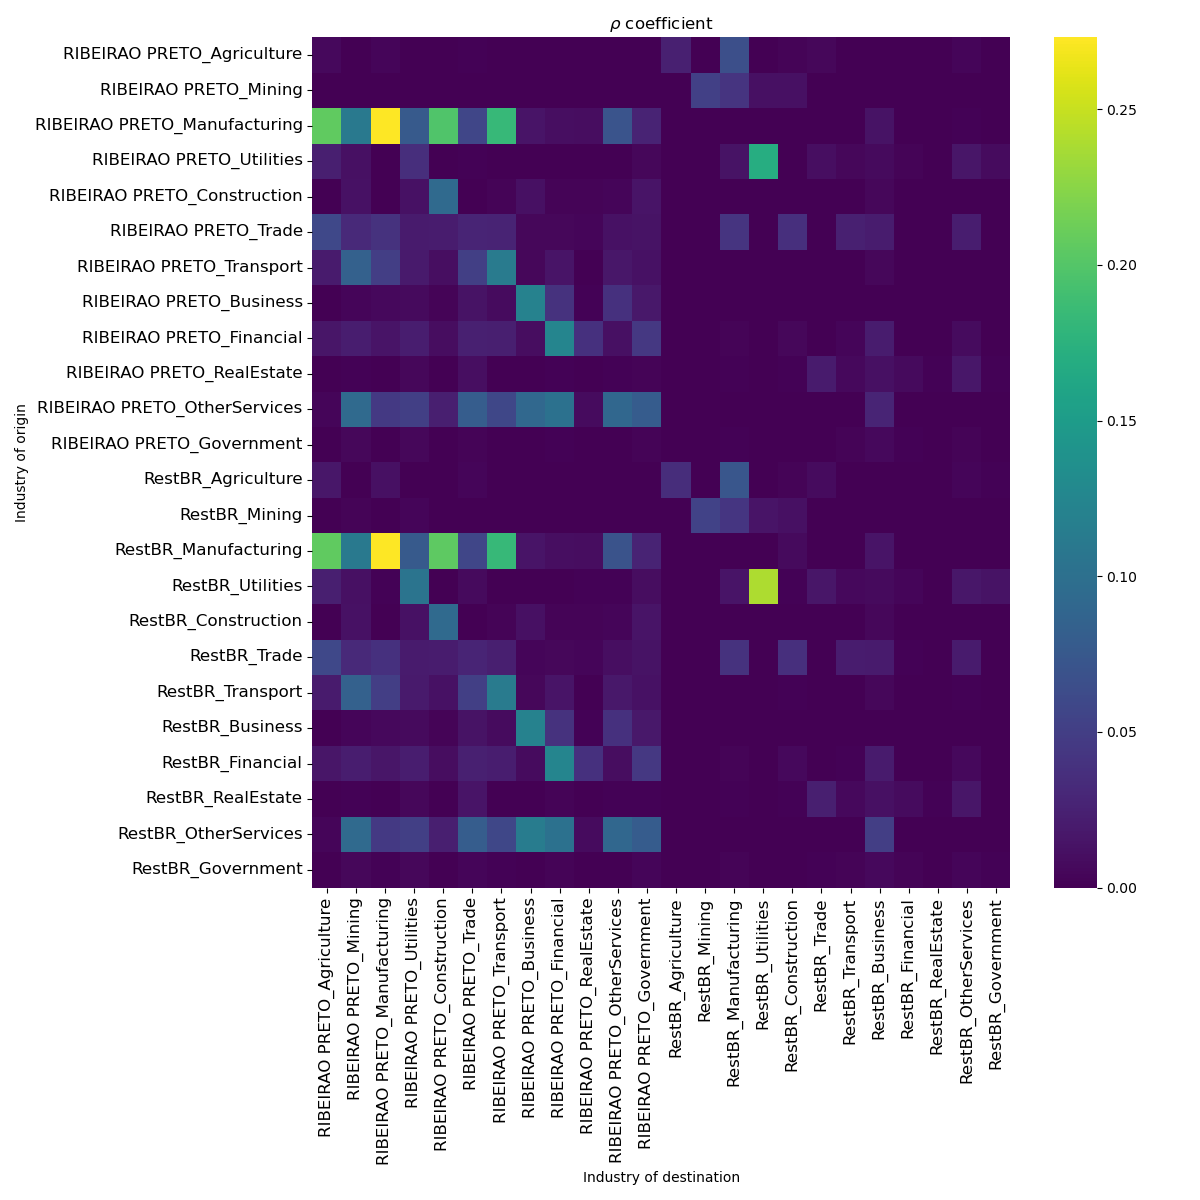 ρ coefficient
RIBEIRAO PRETO_Agriculture
RIBEIRAO PRETO_Mining
RIBEIRAO PRETO_Manufacturing
RIBEIRAO PRETO_Utilities
RIBEIRAO PRETO_Construction
RIBEIRAO PRETO_Trade
RIBEIRAO PRETO_Transport
RIBEIRAO PRETO_Business
RIBEIRAO PRETO_Financial
RIBEIRAO PRETO_RealEstate
RIBEIRAO PRETO_OtherServices
RIBEIRAO PRETO_Government
RestBR_Agriculture
RestBR_Mining
RestBR_Manufacturing
RestBR_Utilities
RestBR_Construction
RestBR_Trade
RestBR_Transport
RestBR_Business
RestBR_Financial
RestBR_RealEstate
RestBR_OtherServices
RestBR_Government
Industry of origin
RIBEIRAO PRETO_Agriculture
RIBEIRAO PRETO_Mining
RIBEIRAO PRETO_Manufacturing
RIBEIRAO PRETO_Utilities
RIBEIRAO PRETO_Construction
RIBEIRAO PRETO_Trade
RIBEIRAO PRETO_Transport
RIBEIRAO PRETO_Business
RIBEIRAO PRETO_Financial
RIBEIRAO PRETO_RealEstate
RIBEIRAO PRETO_OtherServices
RIBEIRAO PRETO_Government
RestBR_Agriculture
RestBR_Mining
RestBR_Manufacturing
RestBR_Utilities
RestBR_Construction
RestBR_Trade
RestBR_Transport
RestBR_Business
RestBR_Financial
RestBR_RealEstate
RestBR_OtherServices
RestBR_Government
Industry of destination
0.25
0.20
0.15
0.10
0.05
0.00